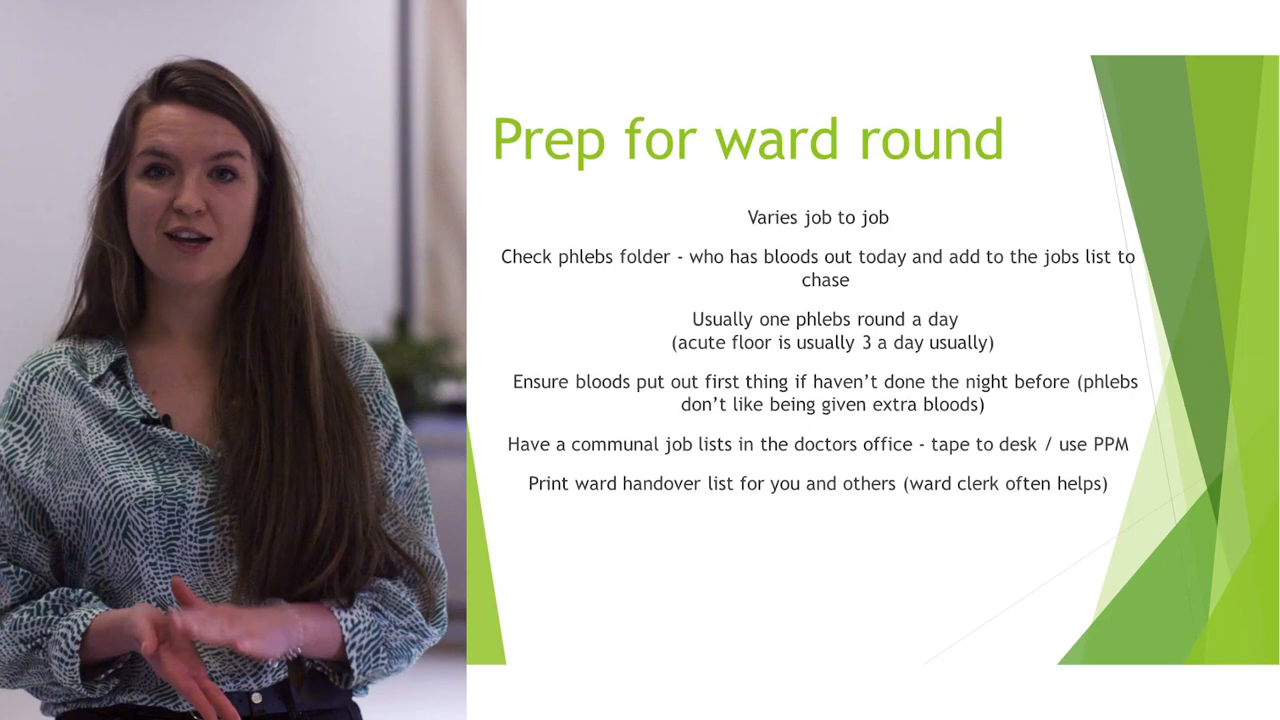 Prep for ward round
Varies job to job
Check phlebs folder - who has bloods out today and add to the jobs list to
chase
Usually one phlebs round a day
(acute floor is usually 3 a day usually)
Ensure bloods put out first thing if haven't done the night before (phlebs
don't like being given extra bloods)
Have a communal job lists in the doctors office - tape to desk / use PPM
Print ward handover list for you and others (ward clerk often helps)